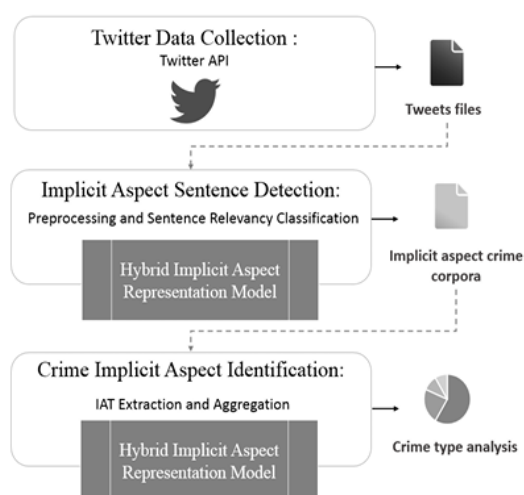 Twitter Data Collection :
Twitter API
Tweets files
Implicit Aspect Sentence Detection:
Preprocessing and Sentence Relevancy Classification
Hybrid Implicit Aspect
Representation Model
Implicit aspect crime
corpora
Crime Implicit Aspect Identification:
IAT Extraction and Aggregation
Hybrid Implicit Aspect
Representation Model
Crime type analysis